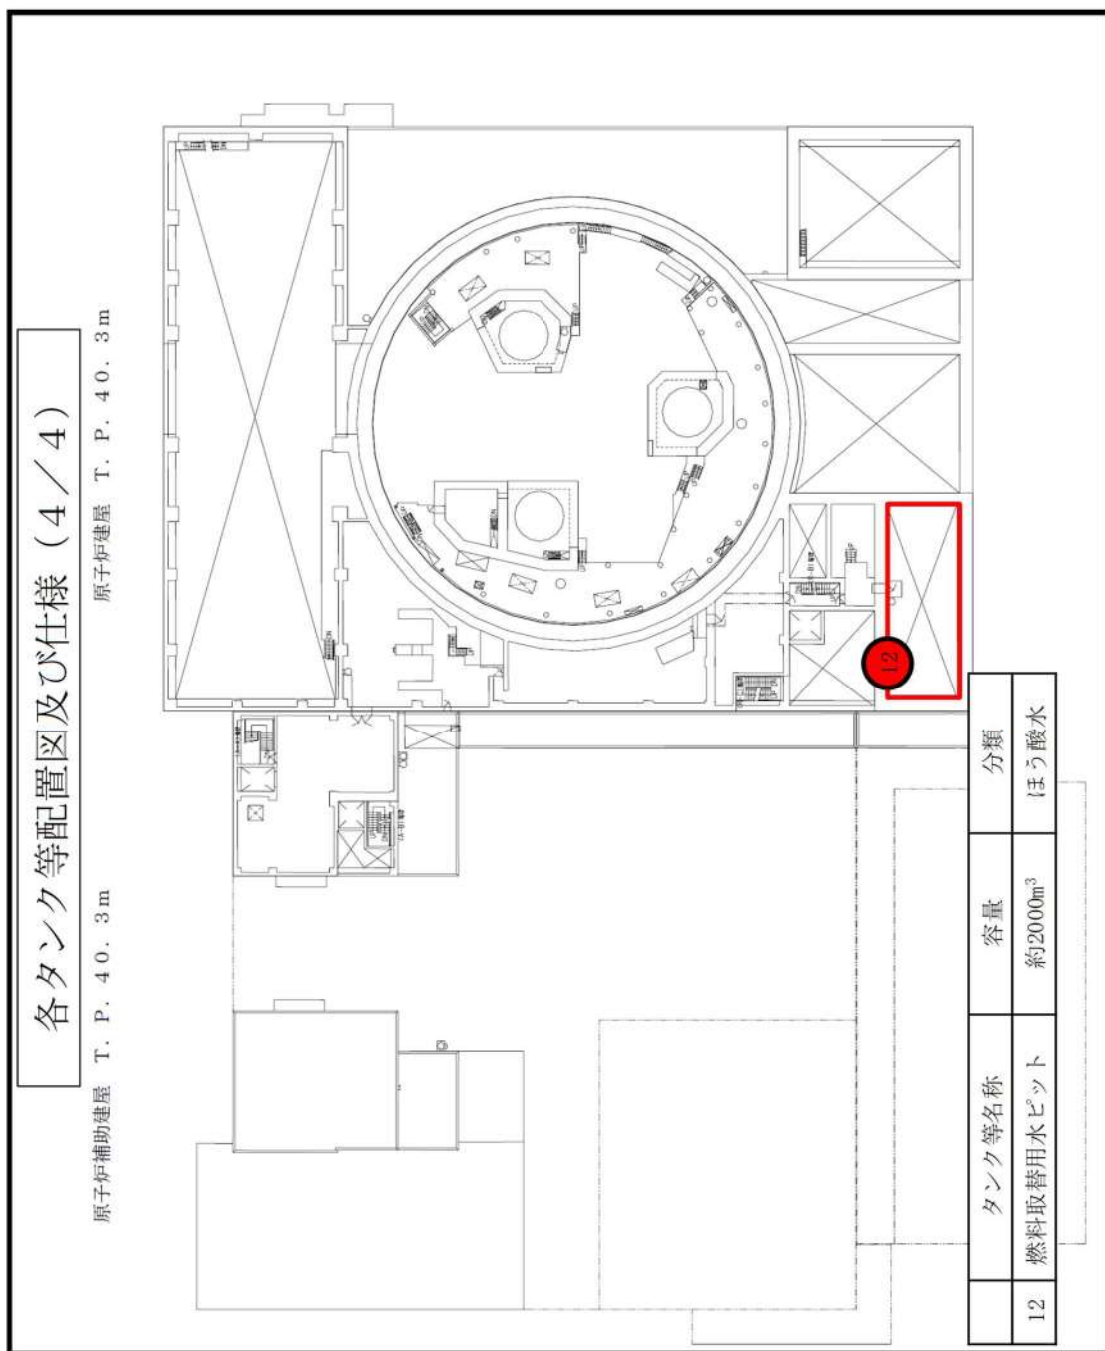 各タンク等配置図及び仕様（4／4）
原子炉補助建屋 T. P. 40. 3m
原子炉建屋 T. P. 40. 3m
12
タンク等名称 容量 分類
12 燃料取替用水ピット 約2000m³ ほう酸水